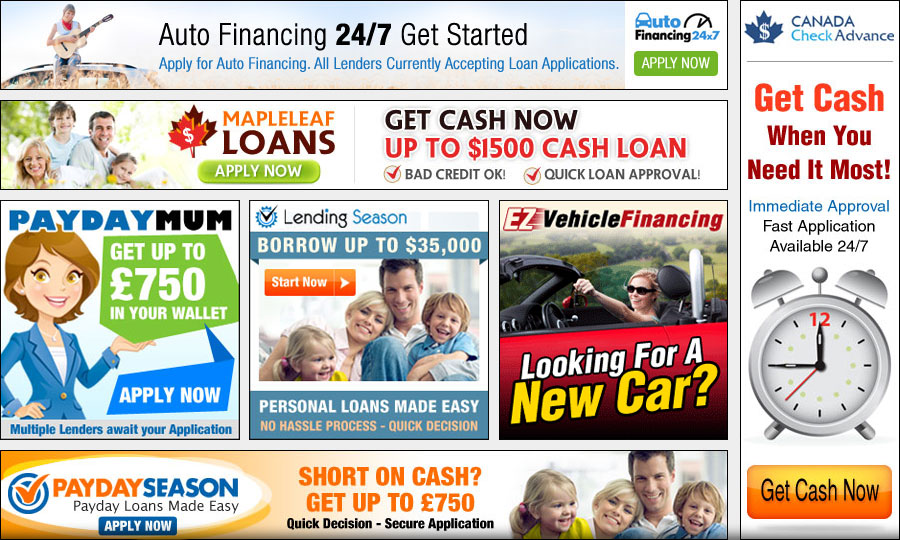 Auto Financing 24/7 Get Started
Apply for Auto Financing. All Lenders Currently Accepting Loan Applications.
Auto
Financing24x7
APPLY NOW
MAPLELEAF
LOANS
APPLY NOW
$
GET CASH NOW
UP TO $1500 CASH LOAN
BAD CREDIT OK! QUICK LOAN APPROVAL!
PAYDAYMUM
GET UP TO
£750
IN YOUR WALLET
APPLY NOW
Multiple Lenders await your Application
Lending Season
BORROW UP TO $35,000
Start Now
PERSONAL LOANS MADE EASY
NO HASSLE PROCESS - QUICK DECISION
EZ VehicleFinancing
Looking For A
New Car?
PAYDAYSEASON
Payday Loans Made Easy
APPLY NOW
SHORT ON CASH?
GET UP TO £750
Quick Decision - Secure Application
$
CANADA
Check Advance
Get Cash
When You
Need It Most!
Immediate Approval
Fast Application
Available 24/7
12
Get Cash Now